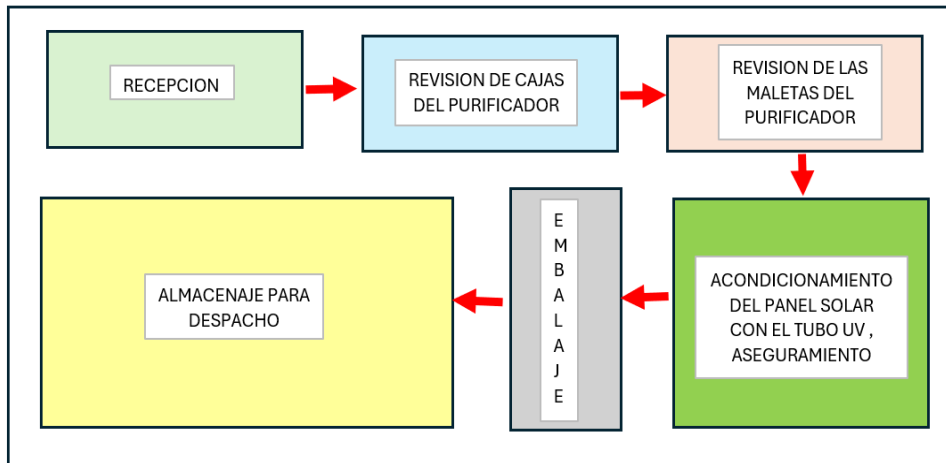 RECEPCION
REVISION DE CAJAS
DEL PURIFICADOR
REVISION DE LAS
MALETAS DEL
PURIFICADOR
ACONDICIONAMIENTO
DEL PANEL SOLAR
CON EL TUBO UV ,
ASEGURAMIENTO
E
M
B
A
L
A
J
E
ALMACENAJE PARA
DESPACHO